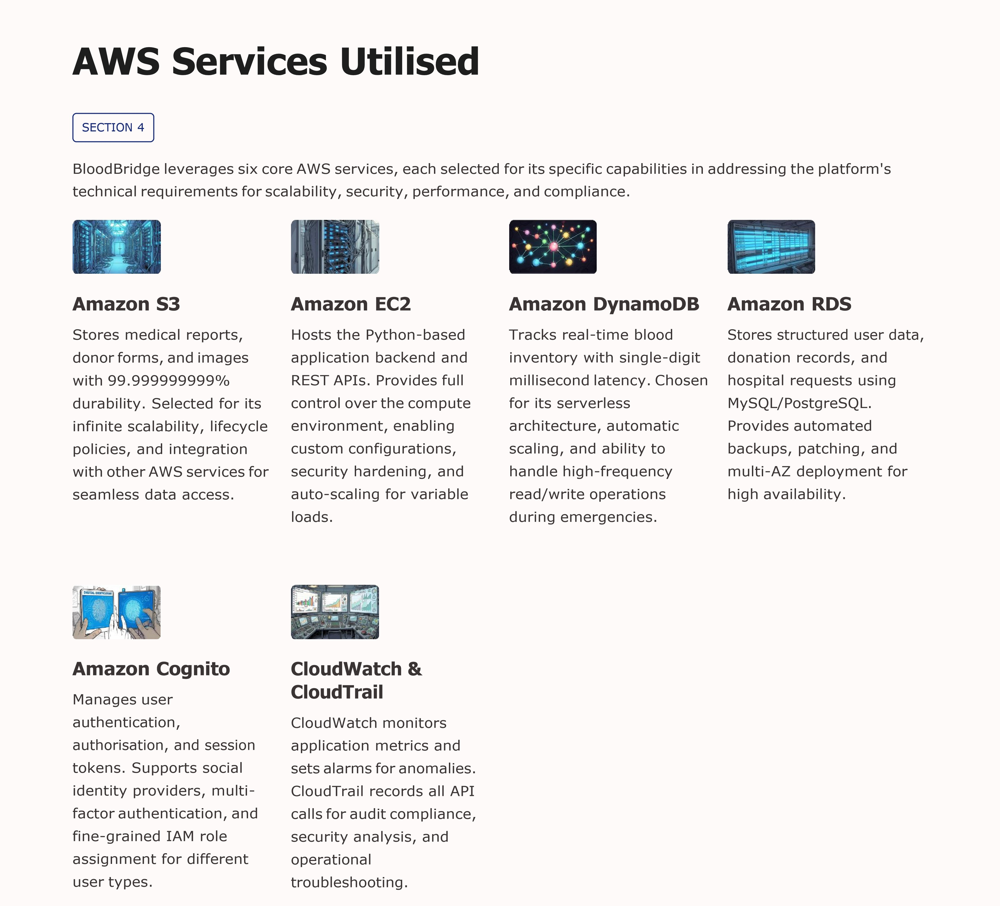 AWS Services Utilised
SECTION 4
BloodBridge leverages six core AWS services, each selected for its specific capabilities in addressing the platform's
technical requirements for scalability, security, performance, and compliance.
Amazon S3
Stores medical reports,
donor forms, and images
with 99.999999999%
durability. Selected for its
infinite scalability, lifecycle
policies, and integration
with other AWS services for
seamless data access.
Amazon EC2
Hosts the Python-based
application backend and
REST APIs. Provides full
control over the compute
environment, enabling
custom configurations,
security hardening, and
auto-scaling for variable
loads.
Amazon DynamoDB
Tracks real-time blood
inventory with single-digit
millisecond latency. Chosen
for its serverless
architecture, automatic
scaling, and ability to
handle high-frequency
read/write operations
during emergencies.
Amazon RDS
Stores structured user data,
donation records, and
hospital requests using
MySQL/PostgreSQL.
Provides automated
backups, patching, and
multi-AZ deployment for
high availability.
Amazon Cognito
Manages user
authentication,
authorisation, and session
tokens. Supports social
identity providers, multi-
factor authentication, and
fine-grained IAM role
assignment for different
user types.
CloudWatch &
CloudTrail
CloudWatch monitors
application metrics and
sets alarms for anomalies.
CloudTrail records all API
calls for audit compliance,
security analysis, and
operational
troubleshooting.